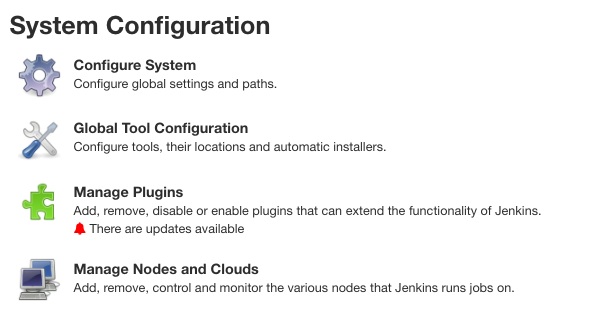 System Configuration
Configure System
Configure global settings and paths.
Global Tool Configuration
Configure tools, their locations and automatic installers.
Manage Plugins
Add, remove, disable or enable plugins that can extend the functionality of Jenkins.
There are updates available
Manage Nodes and Clouds
Add, remove, control and monitor the various nodes that Jenkins runs jobs on.